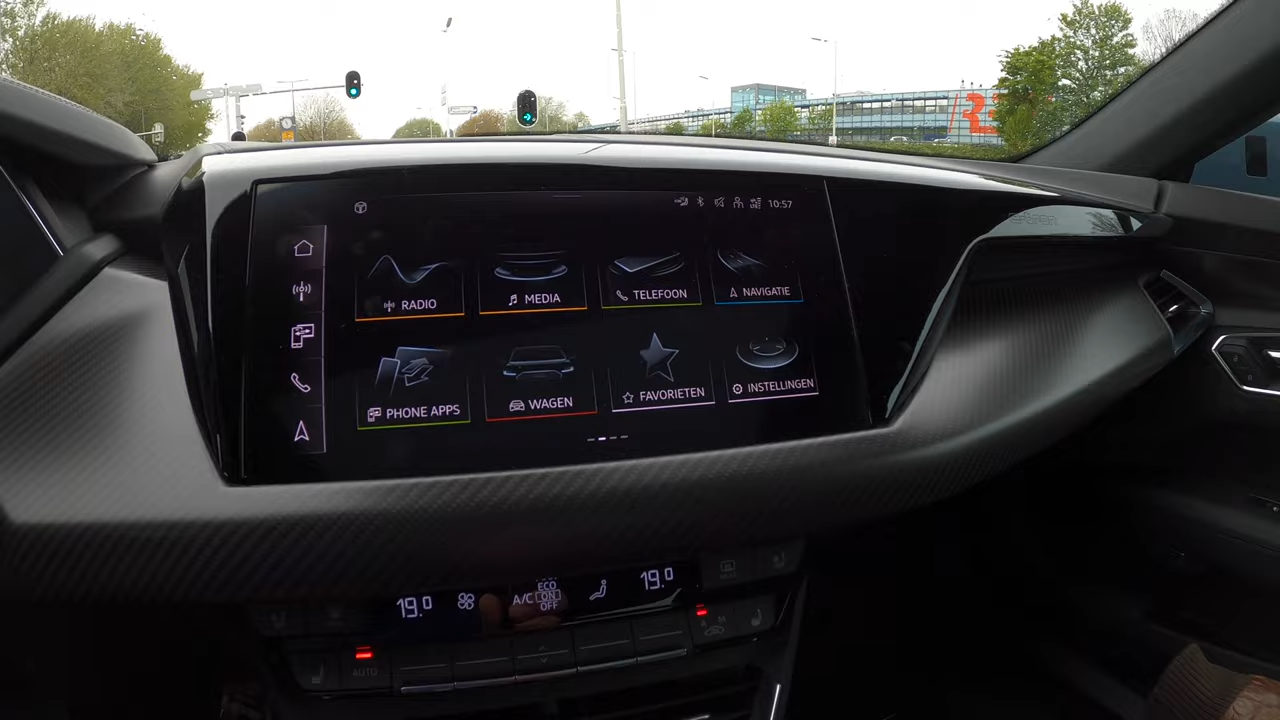 10:57
RADIO
MEDIA
TELEFOON
NAVIGATIE
PHONE APPS
WAGEN
FAVORIETEN
INSTELLINGEN
19.0
A/C
ECO
ON
OFF
19.0
AUTO
A M